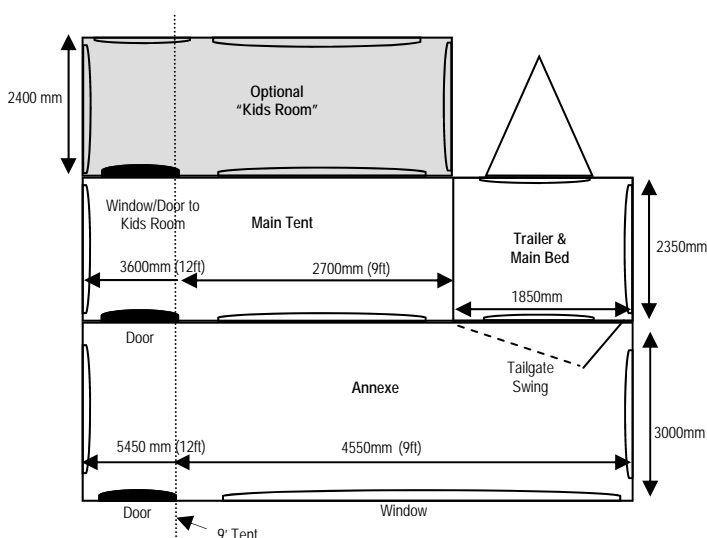 2400 mm
Optional
"Kids Room"
Window/Door to
Kids Room
Main Tent
Trailer &
Main Bed
2350mm
3600mm (12ft)
2700mm (9ft)
1850mm
Door
Tailgate
Swing
Annexe
3000mm
5450 mm (12ft)
4550mm (9ft)
Door
Window
9' Tent